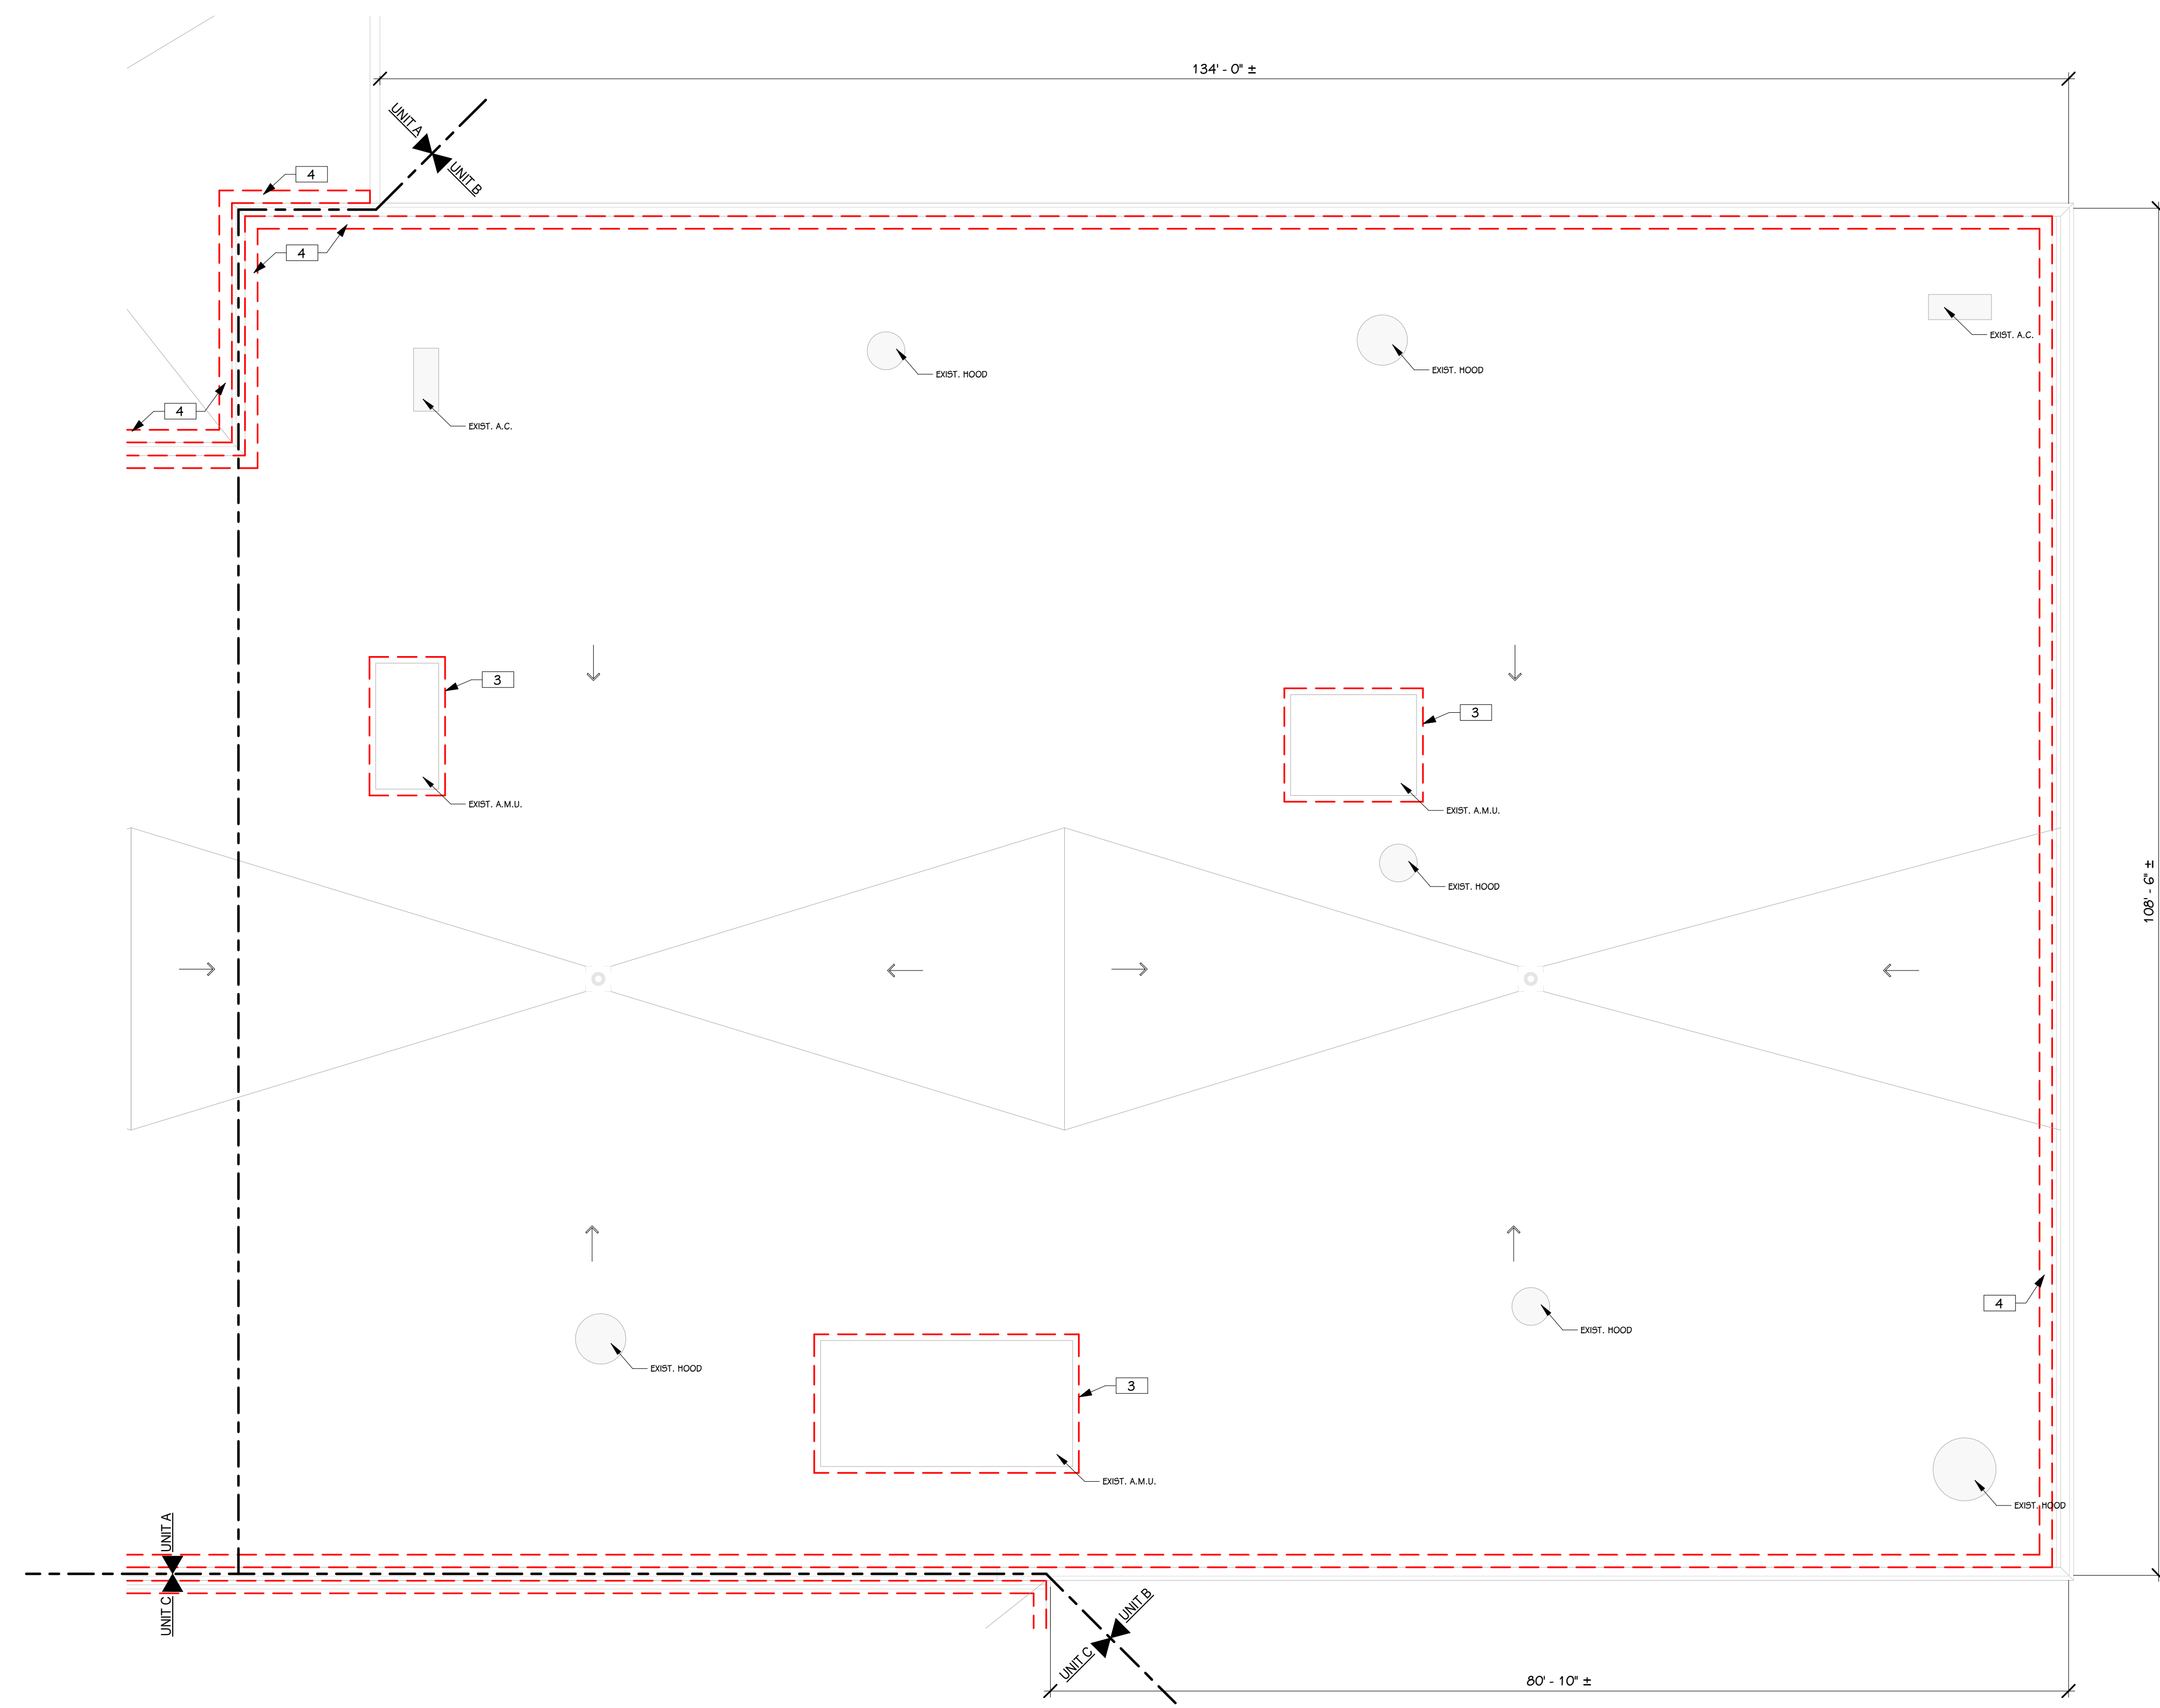 134' - 0" ±
UNIT A
UNIT B
4
4
EXIST. A.C.
EXIST. HOOD
EXIST. HOOD
4
EXIST. A.C.
3
3
EXIST. A.M.U.
EXIST. A.M.U.
EXIST. HOOD
108' - 6" ±
4
EXIST. HOOD
EXIST. HOOD
3
EXIST. A.M.U.
EXIST. HOOD
UNIT A
UNIT C
UNIT B
UNIT C
80' - 10" ±